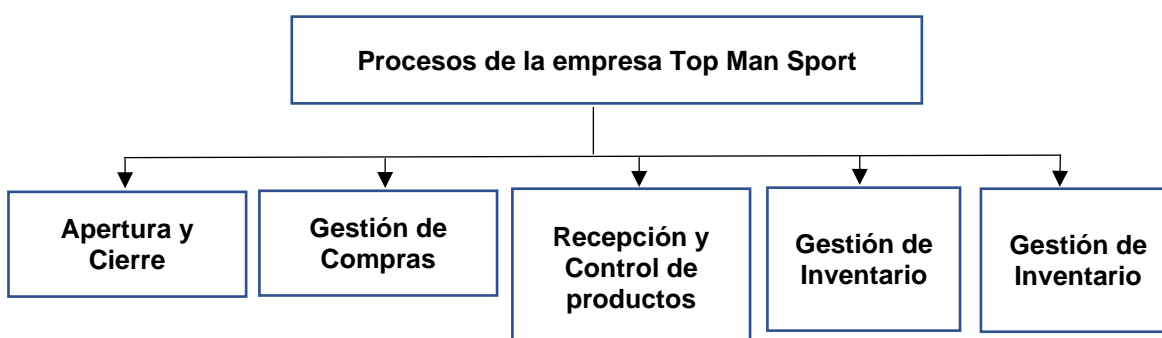 Procesos de la empresa Top Man Sport
Apertura y
Cierre
Gestión de
Compras
Recepción y
Control de
productos
Gestión de
Inventario
Gestión de
Inventario